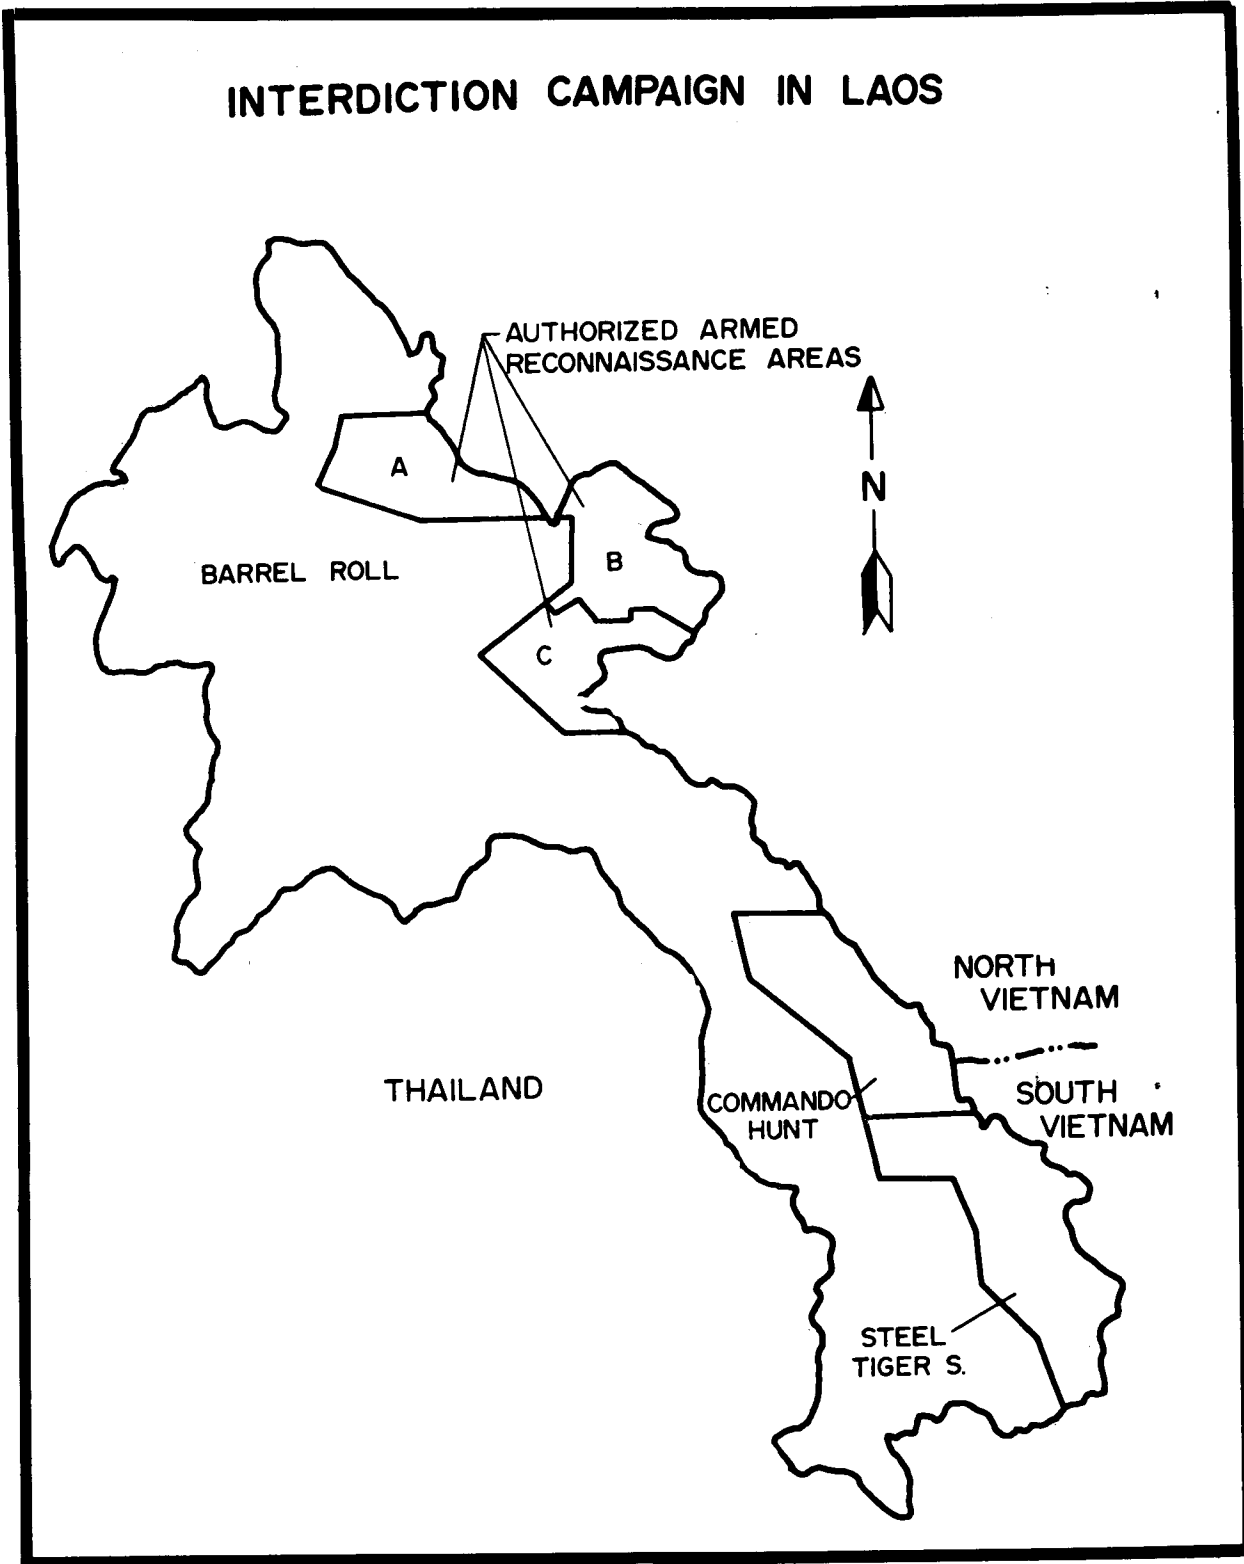 INTERDICTION CAMPAIGN IN LAOS
AUTHORIZED ARMED
RECONNAISSANCE AREAS
A
N
B
BARREL ROLL
C
NORTH
VIETNAM
THAILAND
SOUTH
VIETNAM
COMMANDO
HUNT
STEEL
TIGER S.